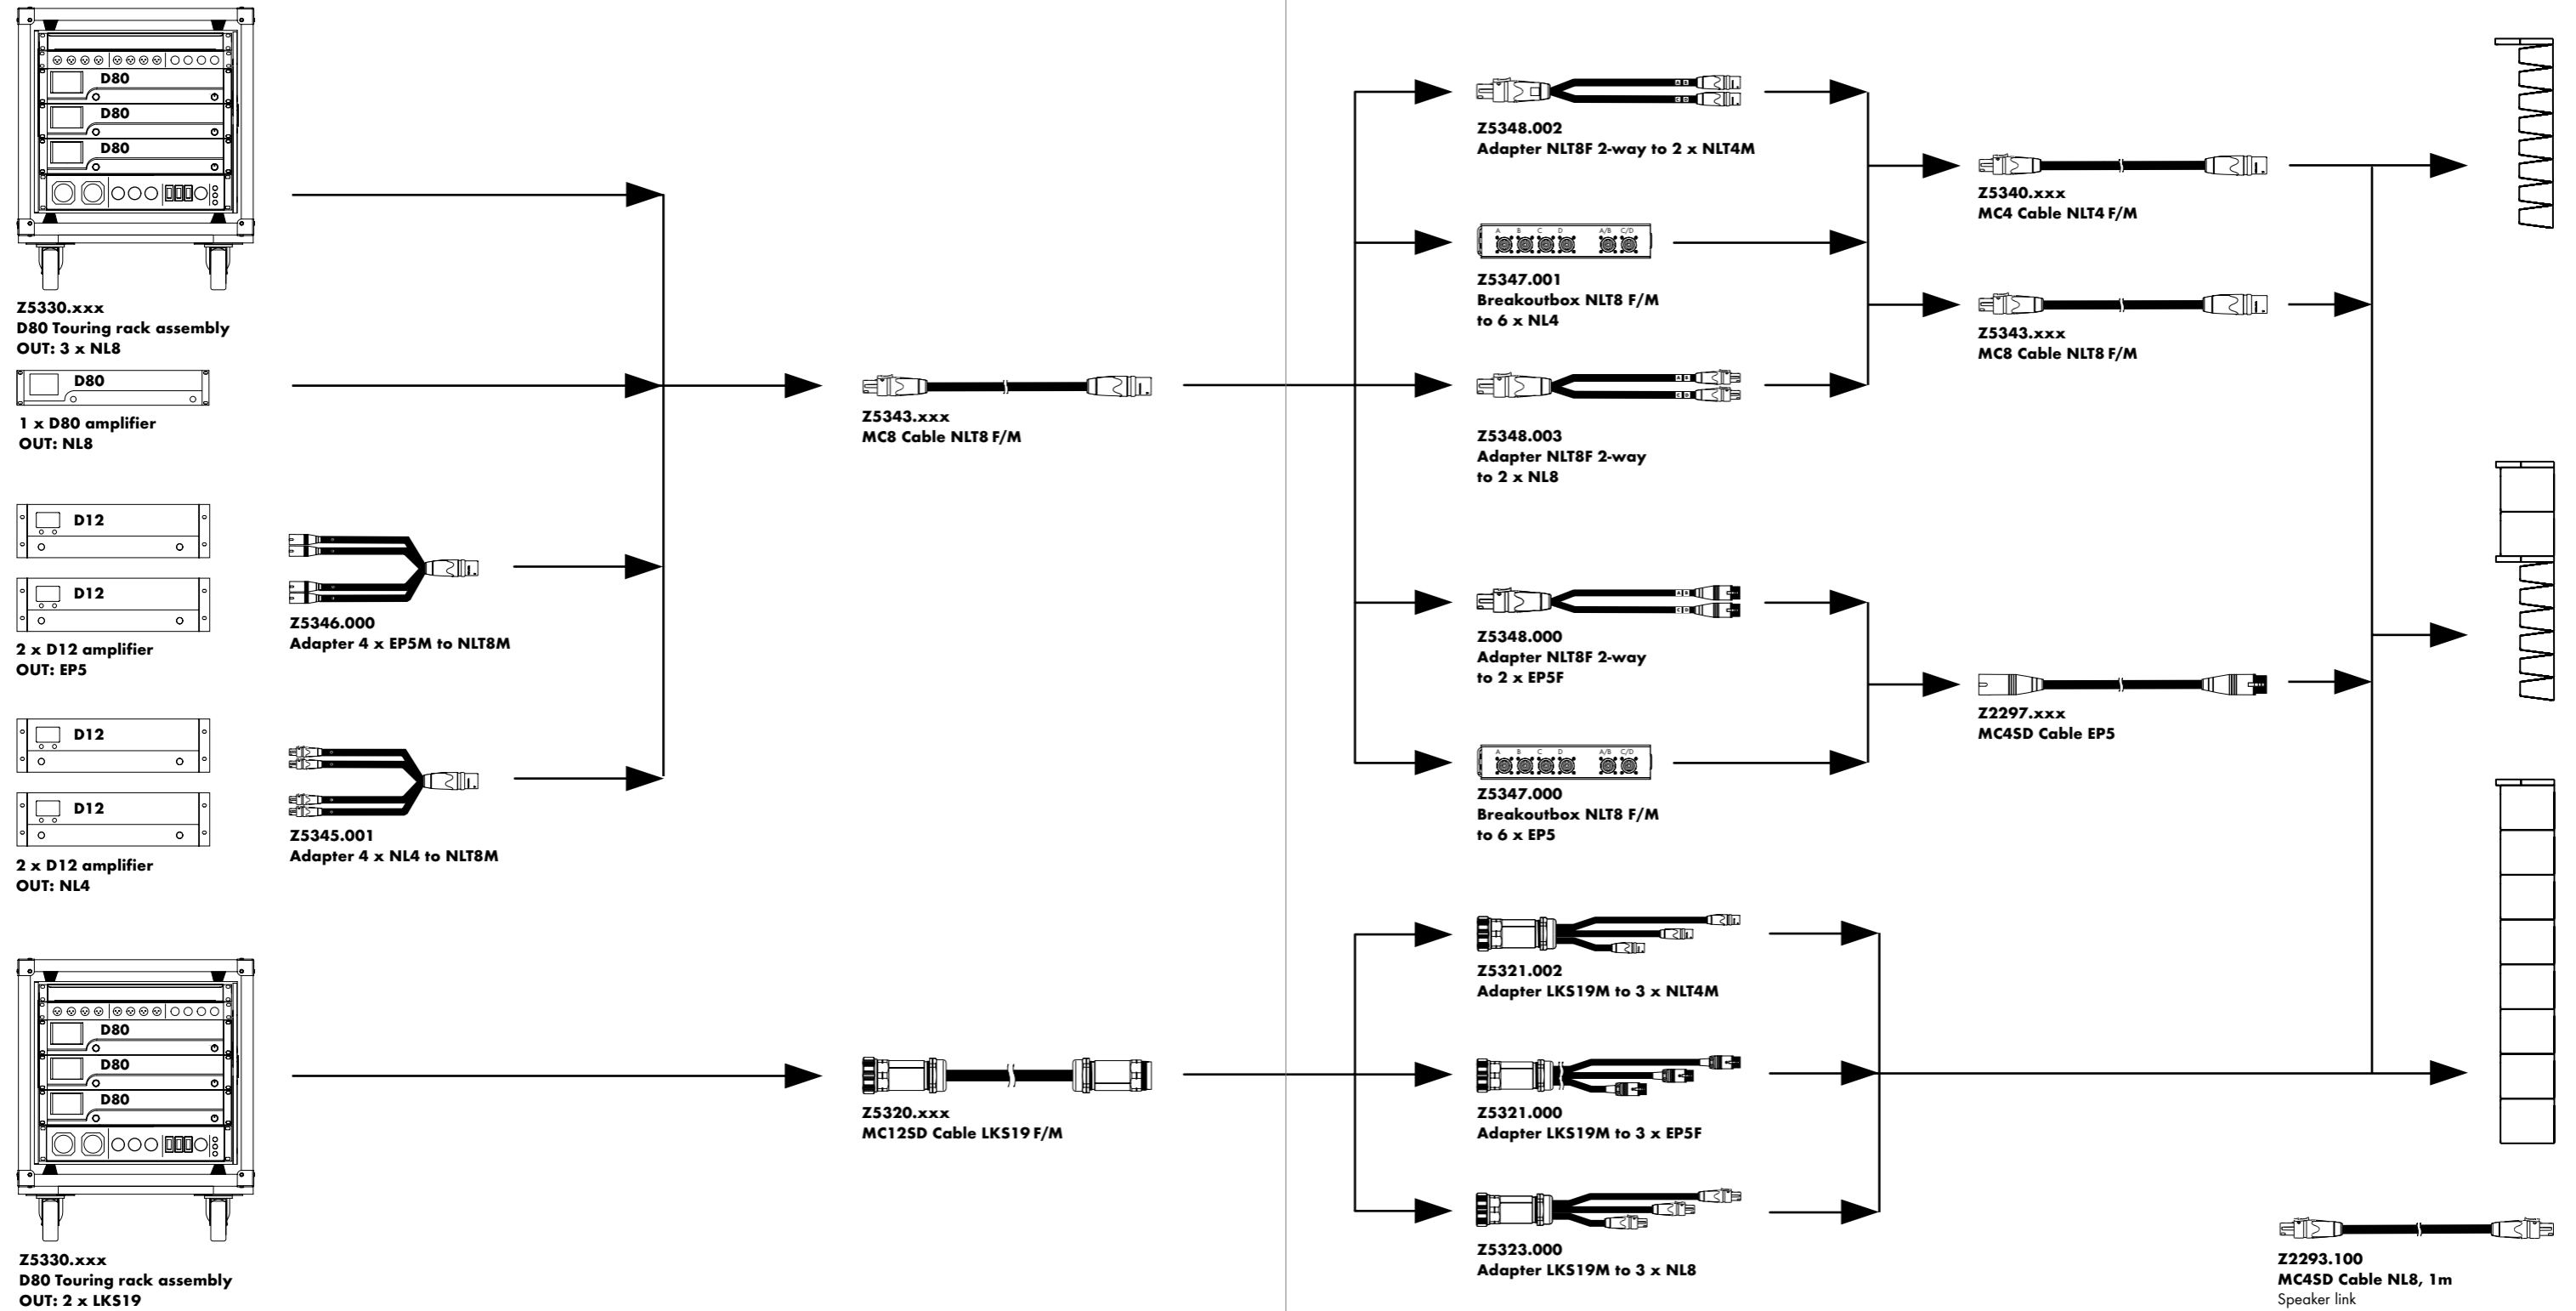 D80
D80
D80
Z5330.xxx
D80 Touring rack assembly
OUT: 3 x NL8
D80
1 x D80 amplifier
OUT: NL8
D12
D12
2 x D12 amplifier
OUT: EP5
Z5346.000
Adapter 4 x EP5M to NLT8M
D12
D12
2 x D12 amplifier
OUT: NL4
Z5345.001
Adapter 4 x NL4 to NLT8M
D80
D80
D80
Z5330.xxx
D80 Touring rack assembly
OUT: 2 x LKS19
Z5343.xxx
MC8 Cable NLT8 F/M
Z5320.xxx
MC12SD Cable LKS19 F/M
A B
C D
Z5348.002
Adapter NLT8F 2-way to 2 x NLT4M
A B C D A/B C/D
Z5347.001
Breakoutbox NLT8 F/M
to 6 x NL4
A B
C D
Z5348.003
Adapter NLT8F 2-way
to 2 x NL8
A B
C D
Z5348.000
Adapter NLT8F 2-way
to 2 x EP5F
A B C D A/B C/D
Z5347.000
Breakoutbox NLT8 F/M
to 6 x EP5
Z5321.002
Adapter LKS19M to 3 x NLT4M
Z5321.000
Adapter LKS19M to 3 x EP5F
Z5323.000
Adapter LKS19M to 3 x NL8
Z5340.xxx
MC4 Cable NLT4 F/M
Z5343.xxx
MC8 Cable NLT8 F/M
Z2297.xxx
MC4SD Cable EP5
Z2293.100
MC4SD Cable NL8, 1m
Speaker link